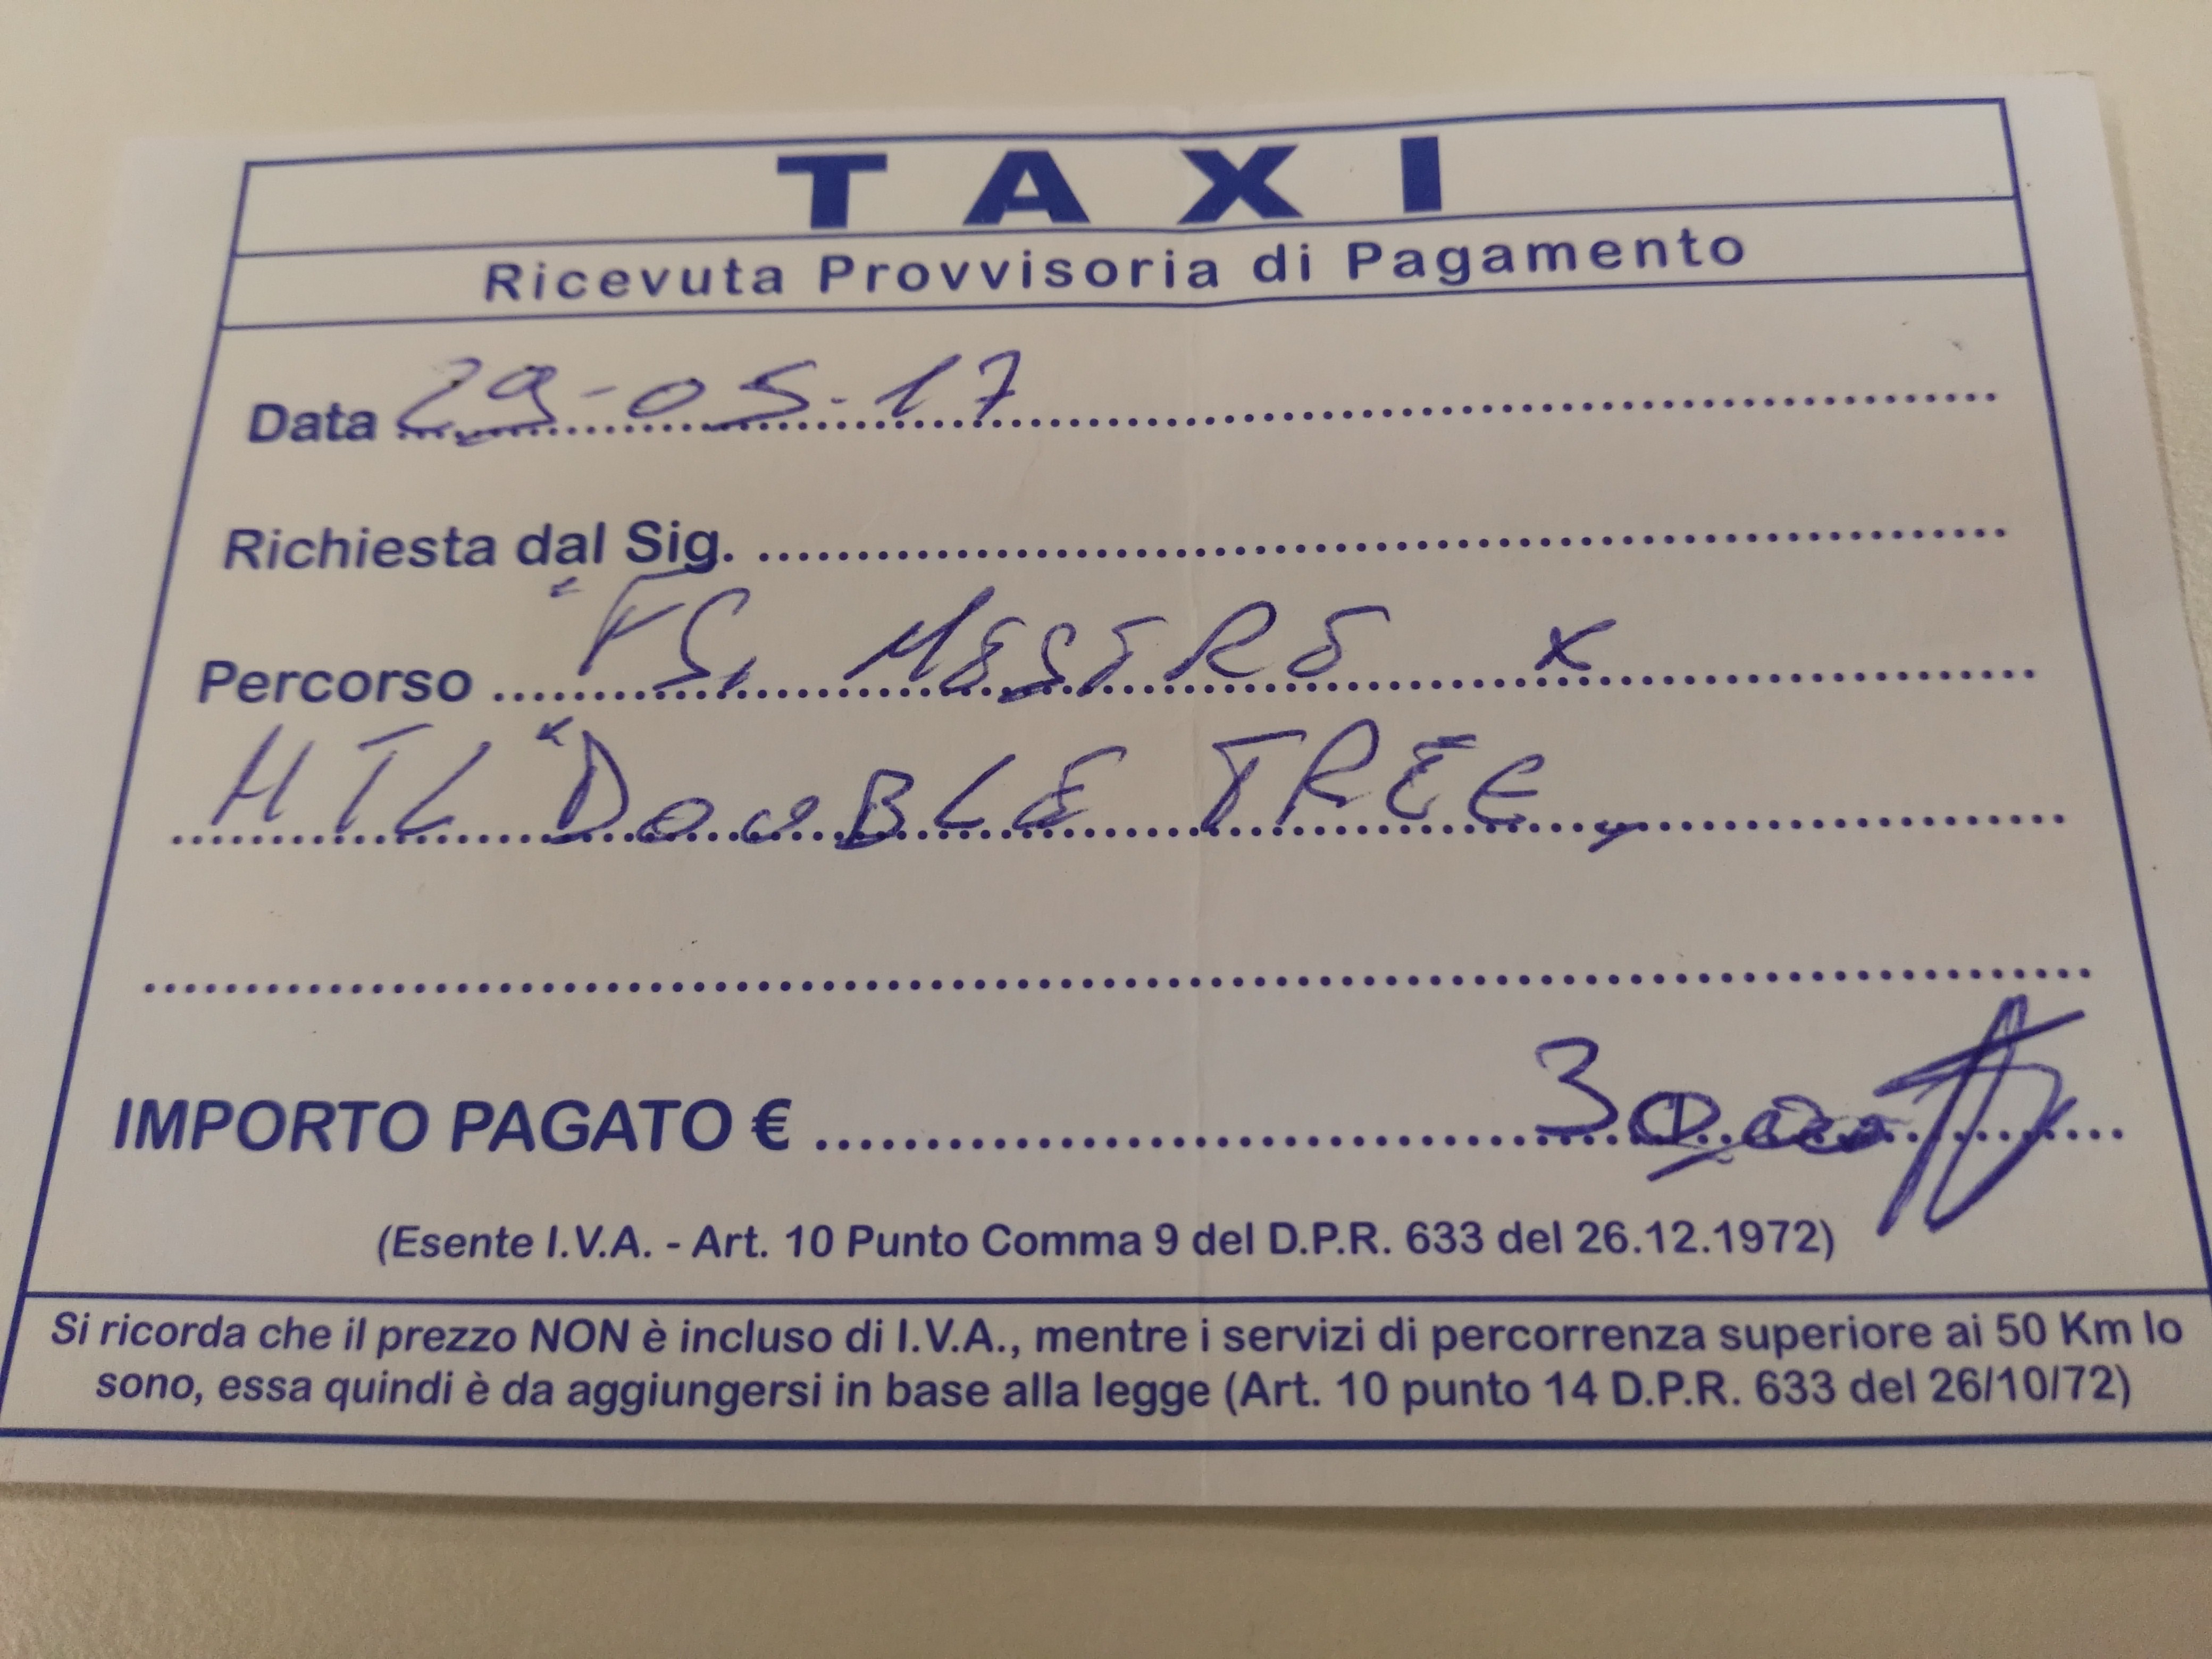 TAXI
Ricevuta Provvisoria di Pagamento
Data 29-05-17
Richiesta dal Sig.
Percorso FS. MESTRE x
HTL "DOUBLE TREE"
IMPORTO PAGATO € 30
(Esente I.V.A. - Art. 10 Punto Comma 9 del D.P.R. 633 del 26.12.1972)
Si ricorda che il prezzo NON è incluso di I.V.A., mentre i servizi di percorrenza superiore ai 50 Km lo
sono, essa quindi è da aggiungersi in base alla legge (Art. 10 punto 14 D.P.R. 633 del 26/10/72)